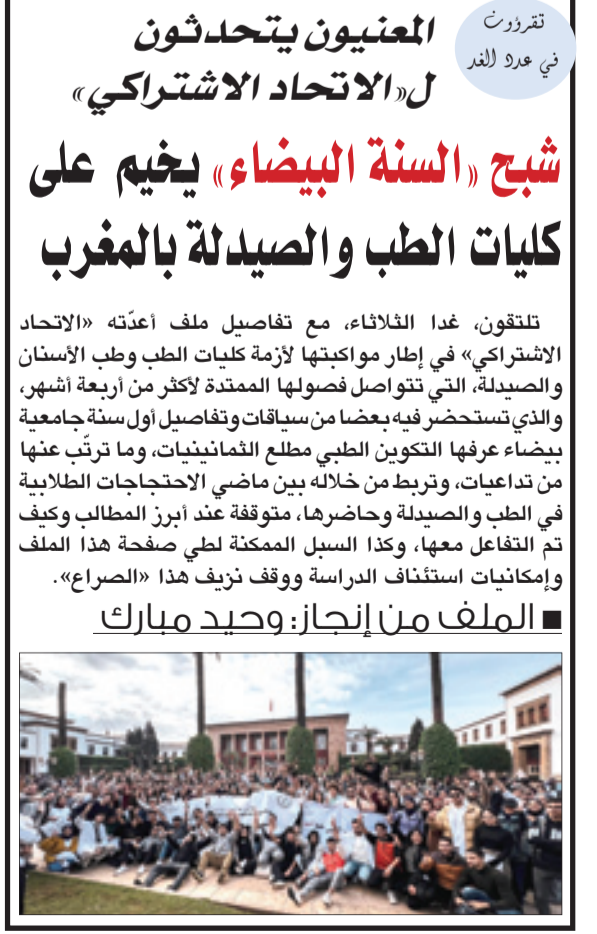 تقرؤون
في عدد الغد
المعنيون يتحدثون
ل«الاتحاد الاشتراكي»
شبح «السنة البيضاء» يخيم على
كليات الطب والصيدلة بالمغرب
تلتقون، غدا الثلاثاء، مع تفاصيل ملف أعدّته «الاتحاد
الاشتراكي» في إطار مواكبتها لأزمة كليات الطب وطب الأسنان
والصيدلة، التي تتواصل فصولها الممتدة لأكثر من أربعة أشهر،
والذي تستحضر فيه بعضا من سياقات وتفاصيل أول سنة جامعية
بيضاء عرفها التكوين الطبي مطلع الثمانينيات، وما ترتّب عنها
من تداعيات، وتربط من خلاله بين ماضي الاحتجاجات الطلابية
في الطب والصيدلة وحاضرها، متوقفة عند أبرز المطالب وكيف
تم التفاعل معها، وكذا السبل الممكنة لطي صفحة هذا الملف
وإمكانيات استئناف الدراسة ووقف نزيف هذا «الصراع».
■ الملف من إنجاز: وحيد مبارك